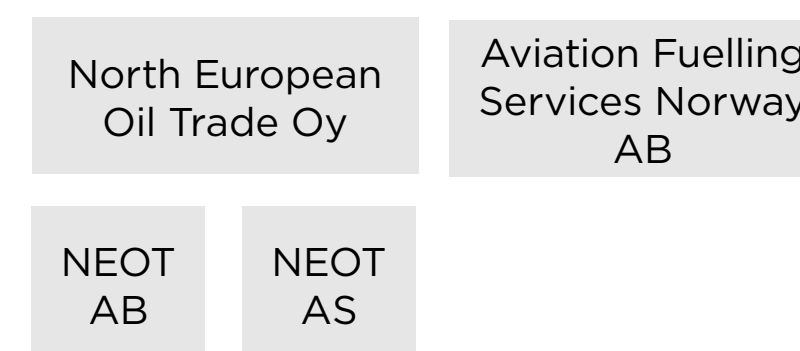 North European
Oil Trade Oy
Aviation Fuelling
Services Norway
AB
NEOT
AB
NEOT
AS